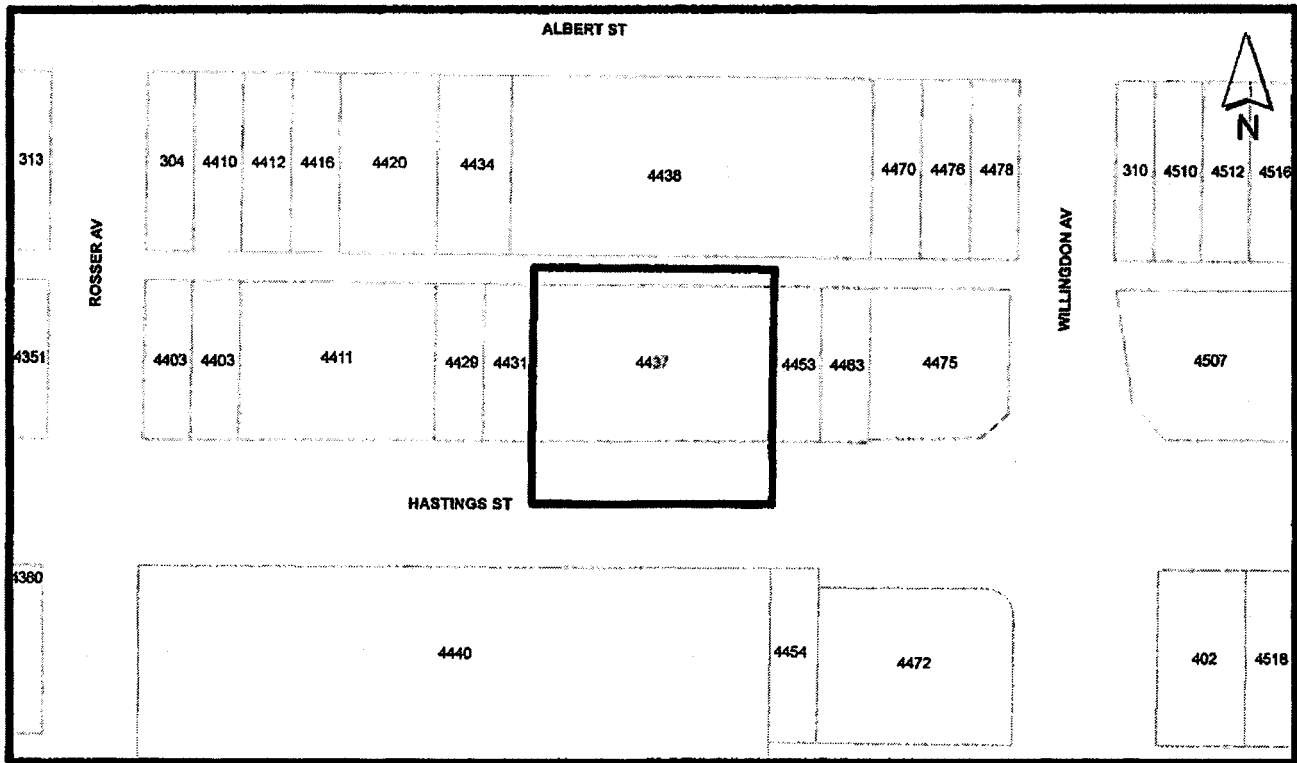 ALBERT ST
N
313 304 4410 4412 4416 4420 4434 4438 4470 4476 4478 310 4510 4512 4516
ROSSER AV
WILLINGDON AV
4351 4403 4403 4411 4429 4431 4437 4453 4463 4475 4507
HASTINGS ST
4380
4440 4454 4472 402 4518